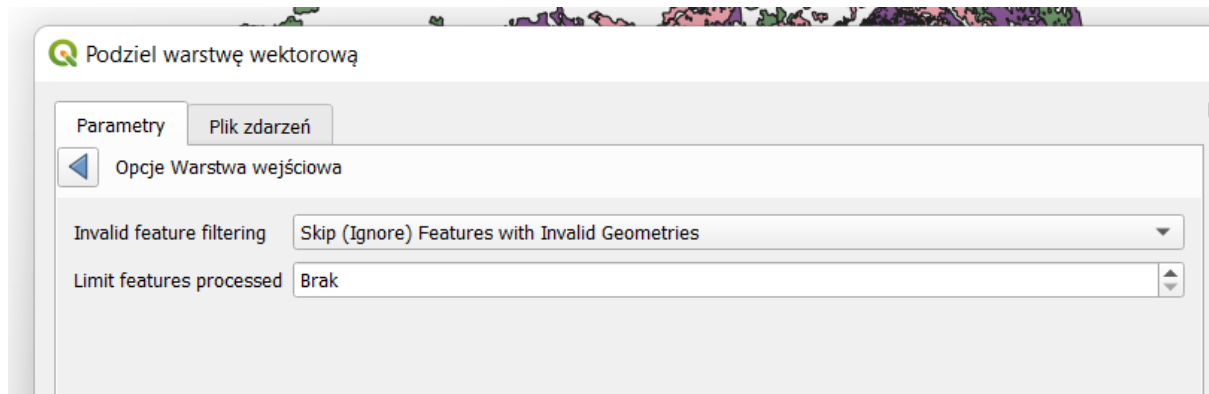 Podziel warstwę wektorową
Parametry Plik zdarzeń
Opcje Warstwa wejściowa
Invalid feature filtering Skip (Ignore) Features with Invalid Geometries
Limit features processed Brak